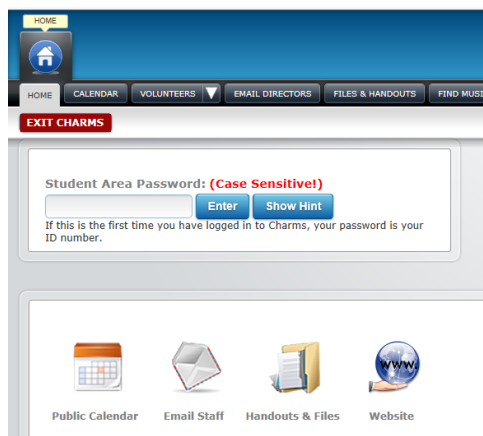 HOME
HOME CALENDAR VOLUNTEERS EMAIL DIRECTORS FILES & HANDOUTS FIND MUSI
EXIT CHARMS
Student Area Password: (Case Sensitive!)
Enter Show Hint
If this is the first time you have logged in to Charms, your password is your
ID number.
WWW.
Public Calendar Email Staff Handouts & Files Website